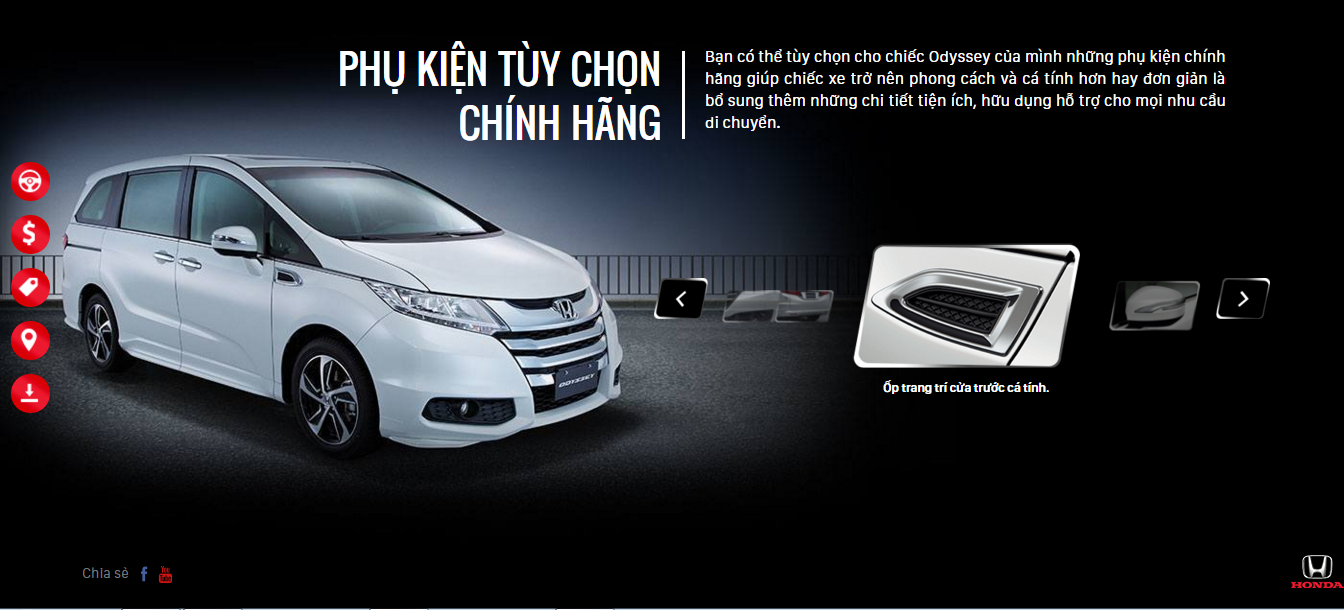 PHỤ KIỆN TÙY CHỌN
CHÍNH HÃNG
Bạn có thể tùy chọn cho chiếc Odyssey của mình những phụ kiện chính
hãng giúp chiếc xe trở nên phong cách và cá tính hơn hay đơn giản là
bổ sung thêm những chi tiết tiện ích, hữu dụng hỗ trợ cho mọi nhu cầu
di chuyển.
$
ODYSSEY
Ốp trang trí cửa trước cá tính.
Chia sẻ
f
You
Tube
HONDA